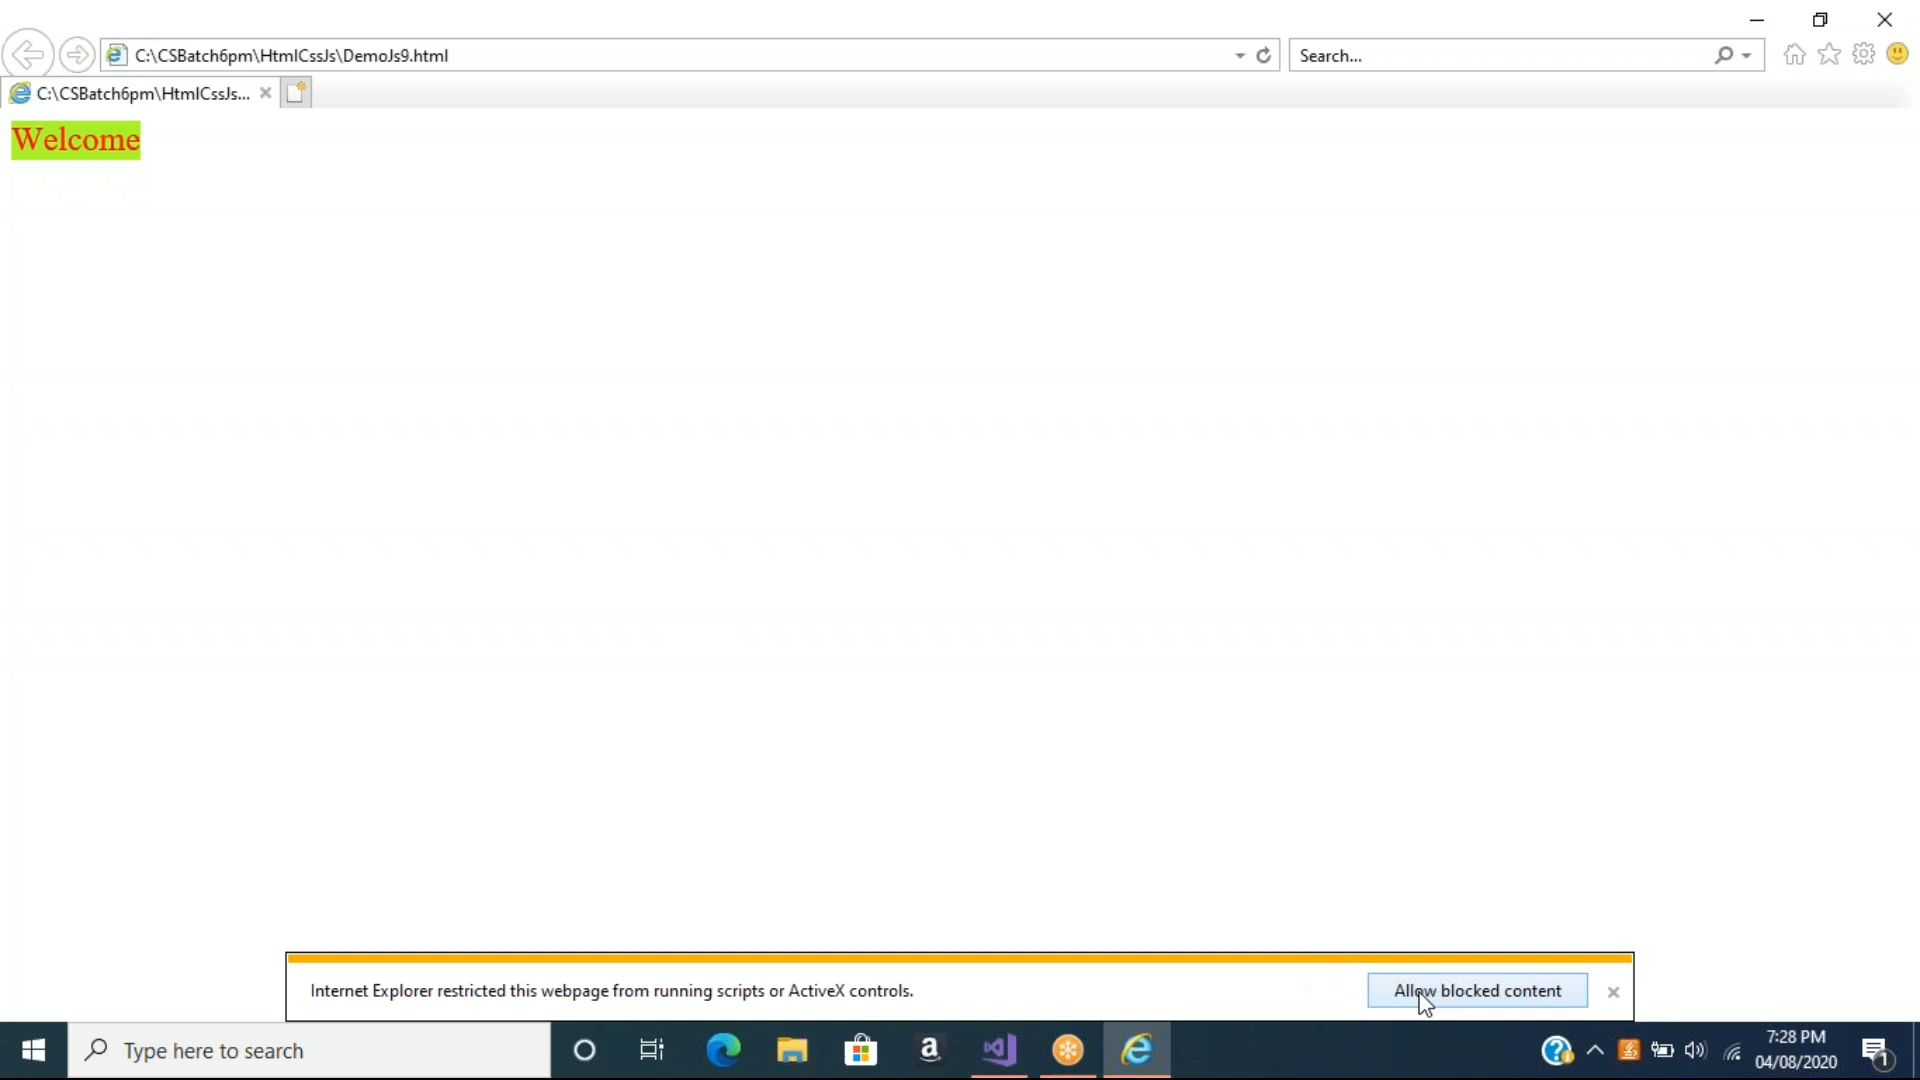 C:\CSBatch6pm\HtmlCssJs\DemoJs9.html
Search...
C:\CSBatch6pm\HtmlCssJs...
Welcome
Internet Explorer restricted this webpage from running scripts or ActiveX controls.
Allow blocked content
Type here to search
7:28 PM
04/08/2020
1